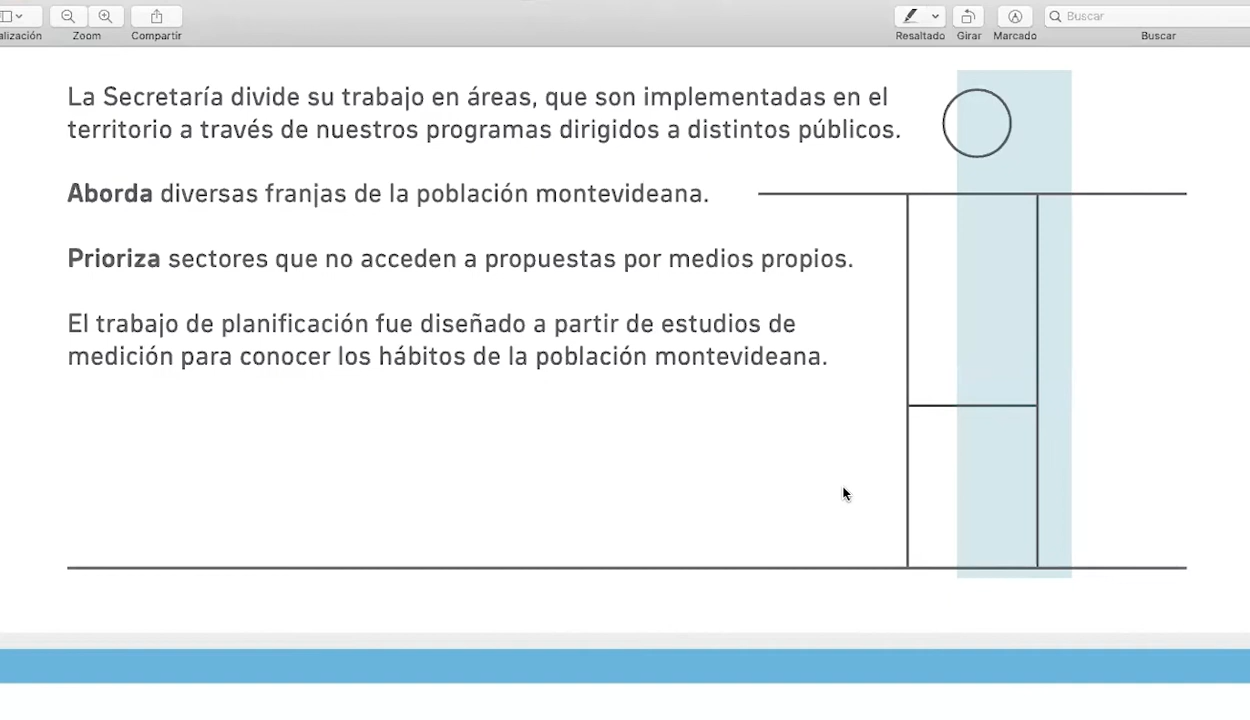 alización
Zoom
Compartir
Resaltado
Girar
Marcado
Buscar
Buscar
La Secretaría divide su trabajo en áreas, que son implementadas en el
territorio a través de nuestros programas dirigidos a distintos públicos.
Aborda diversas franjas de la población montevideana.
Prioriza sectores que no acceden a propuestas por medios propios.
El trabajo de planificación fue diseñado a partir de estudios de
medición para conocer los hábitos de la población montevideana.